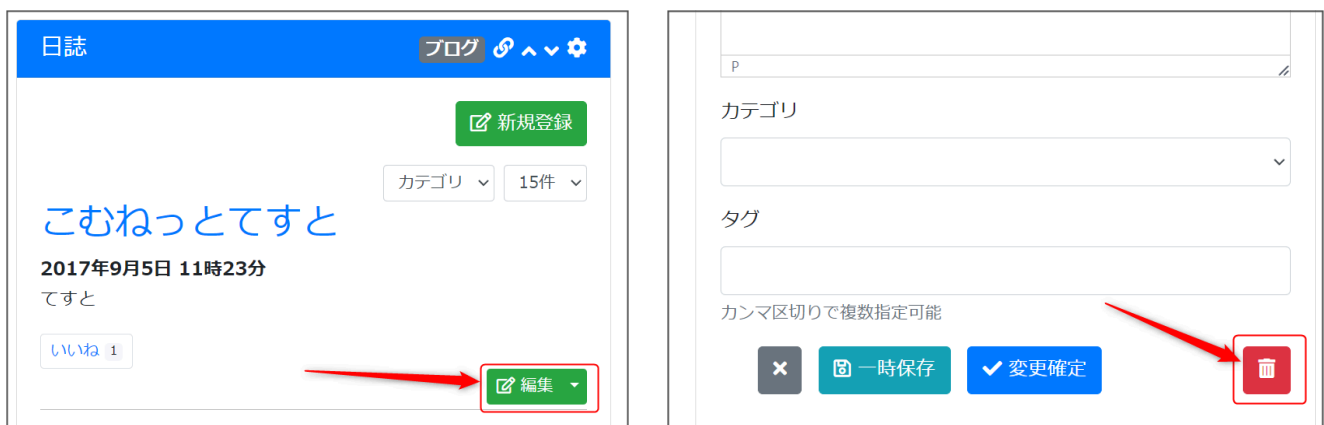 日誌
ブログ
新規登録
カテゴリ
15件
こむねっとてすと
2017年9月5日 11時23分
てすと
いいね 1
編集
P
カテゴリ
タグ
カンマ区切りで複数指定可能
一時保存
変更確定